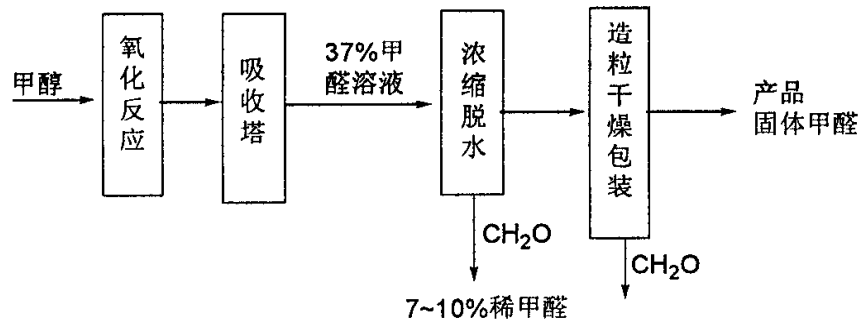 甲醇
氧化反应
吸收塔
37%甲
醛溶液
浓缩脱水
造粒干燥包装
产品
固体甲醛
CH₂O
7~10%稀甲醛
CH₂O